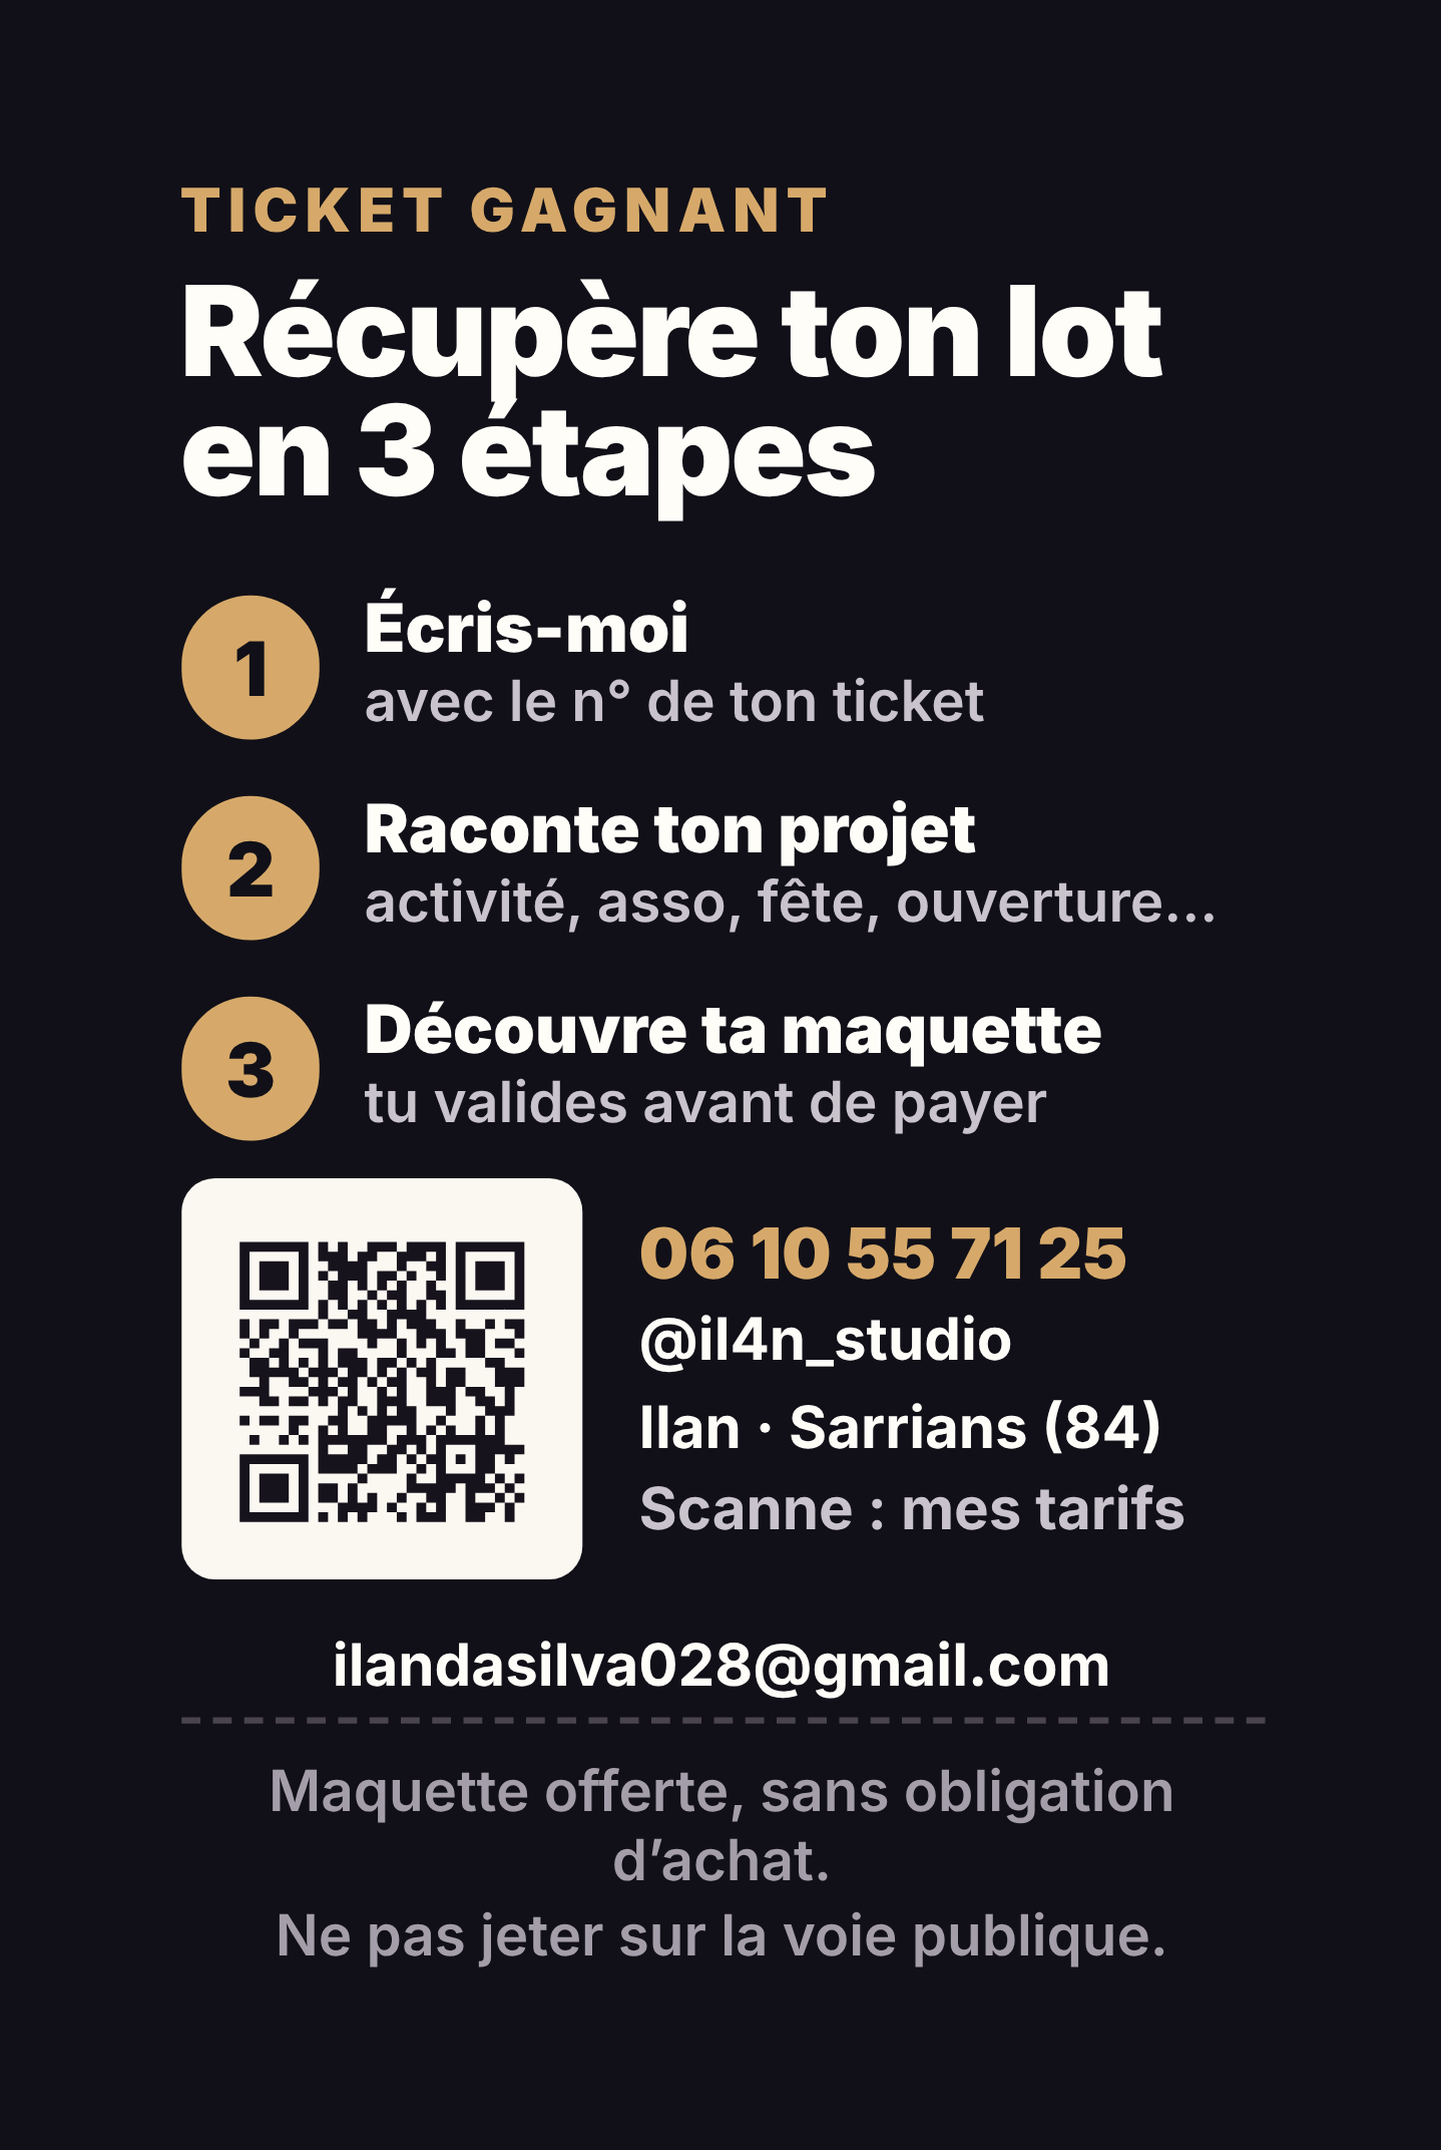 TICKET GAGNANT
Récupère ton lot
en 3 étapes
1
Écris-moi
avec le n° de ton ticket
2
Raconte ton projet
activité, asso, fête, ouverture...
3
Découvre ta maquette
tu valides avant de payer
06 10 55 71 25
@il4n_studio
Ilan · Sarrians (84)
Scanne : mes tarifs
ilandasilva028@gmail.com
Maquette offerte, sans obligation
d’achat.
Ne pas jeter sur la voie publique.